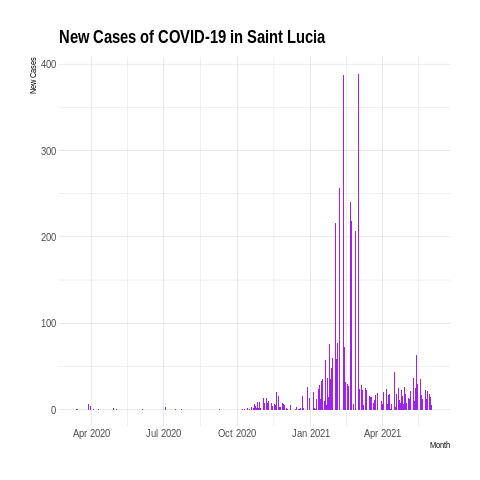 New Cases of COVID-19 in Saint Lucia
New Cases
400
300
200
100
0
Apr 2020 Jul 2020 Oct 2020 Jan 2021 Apr 2021
Month